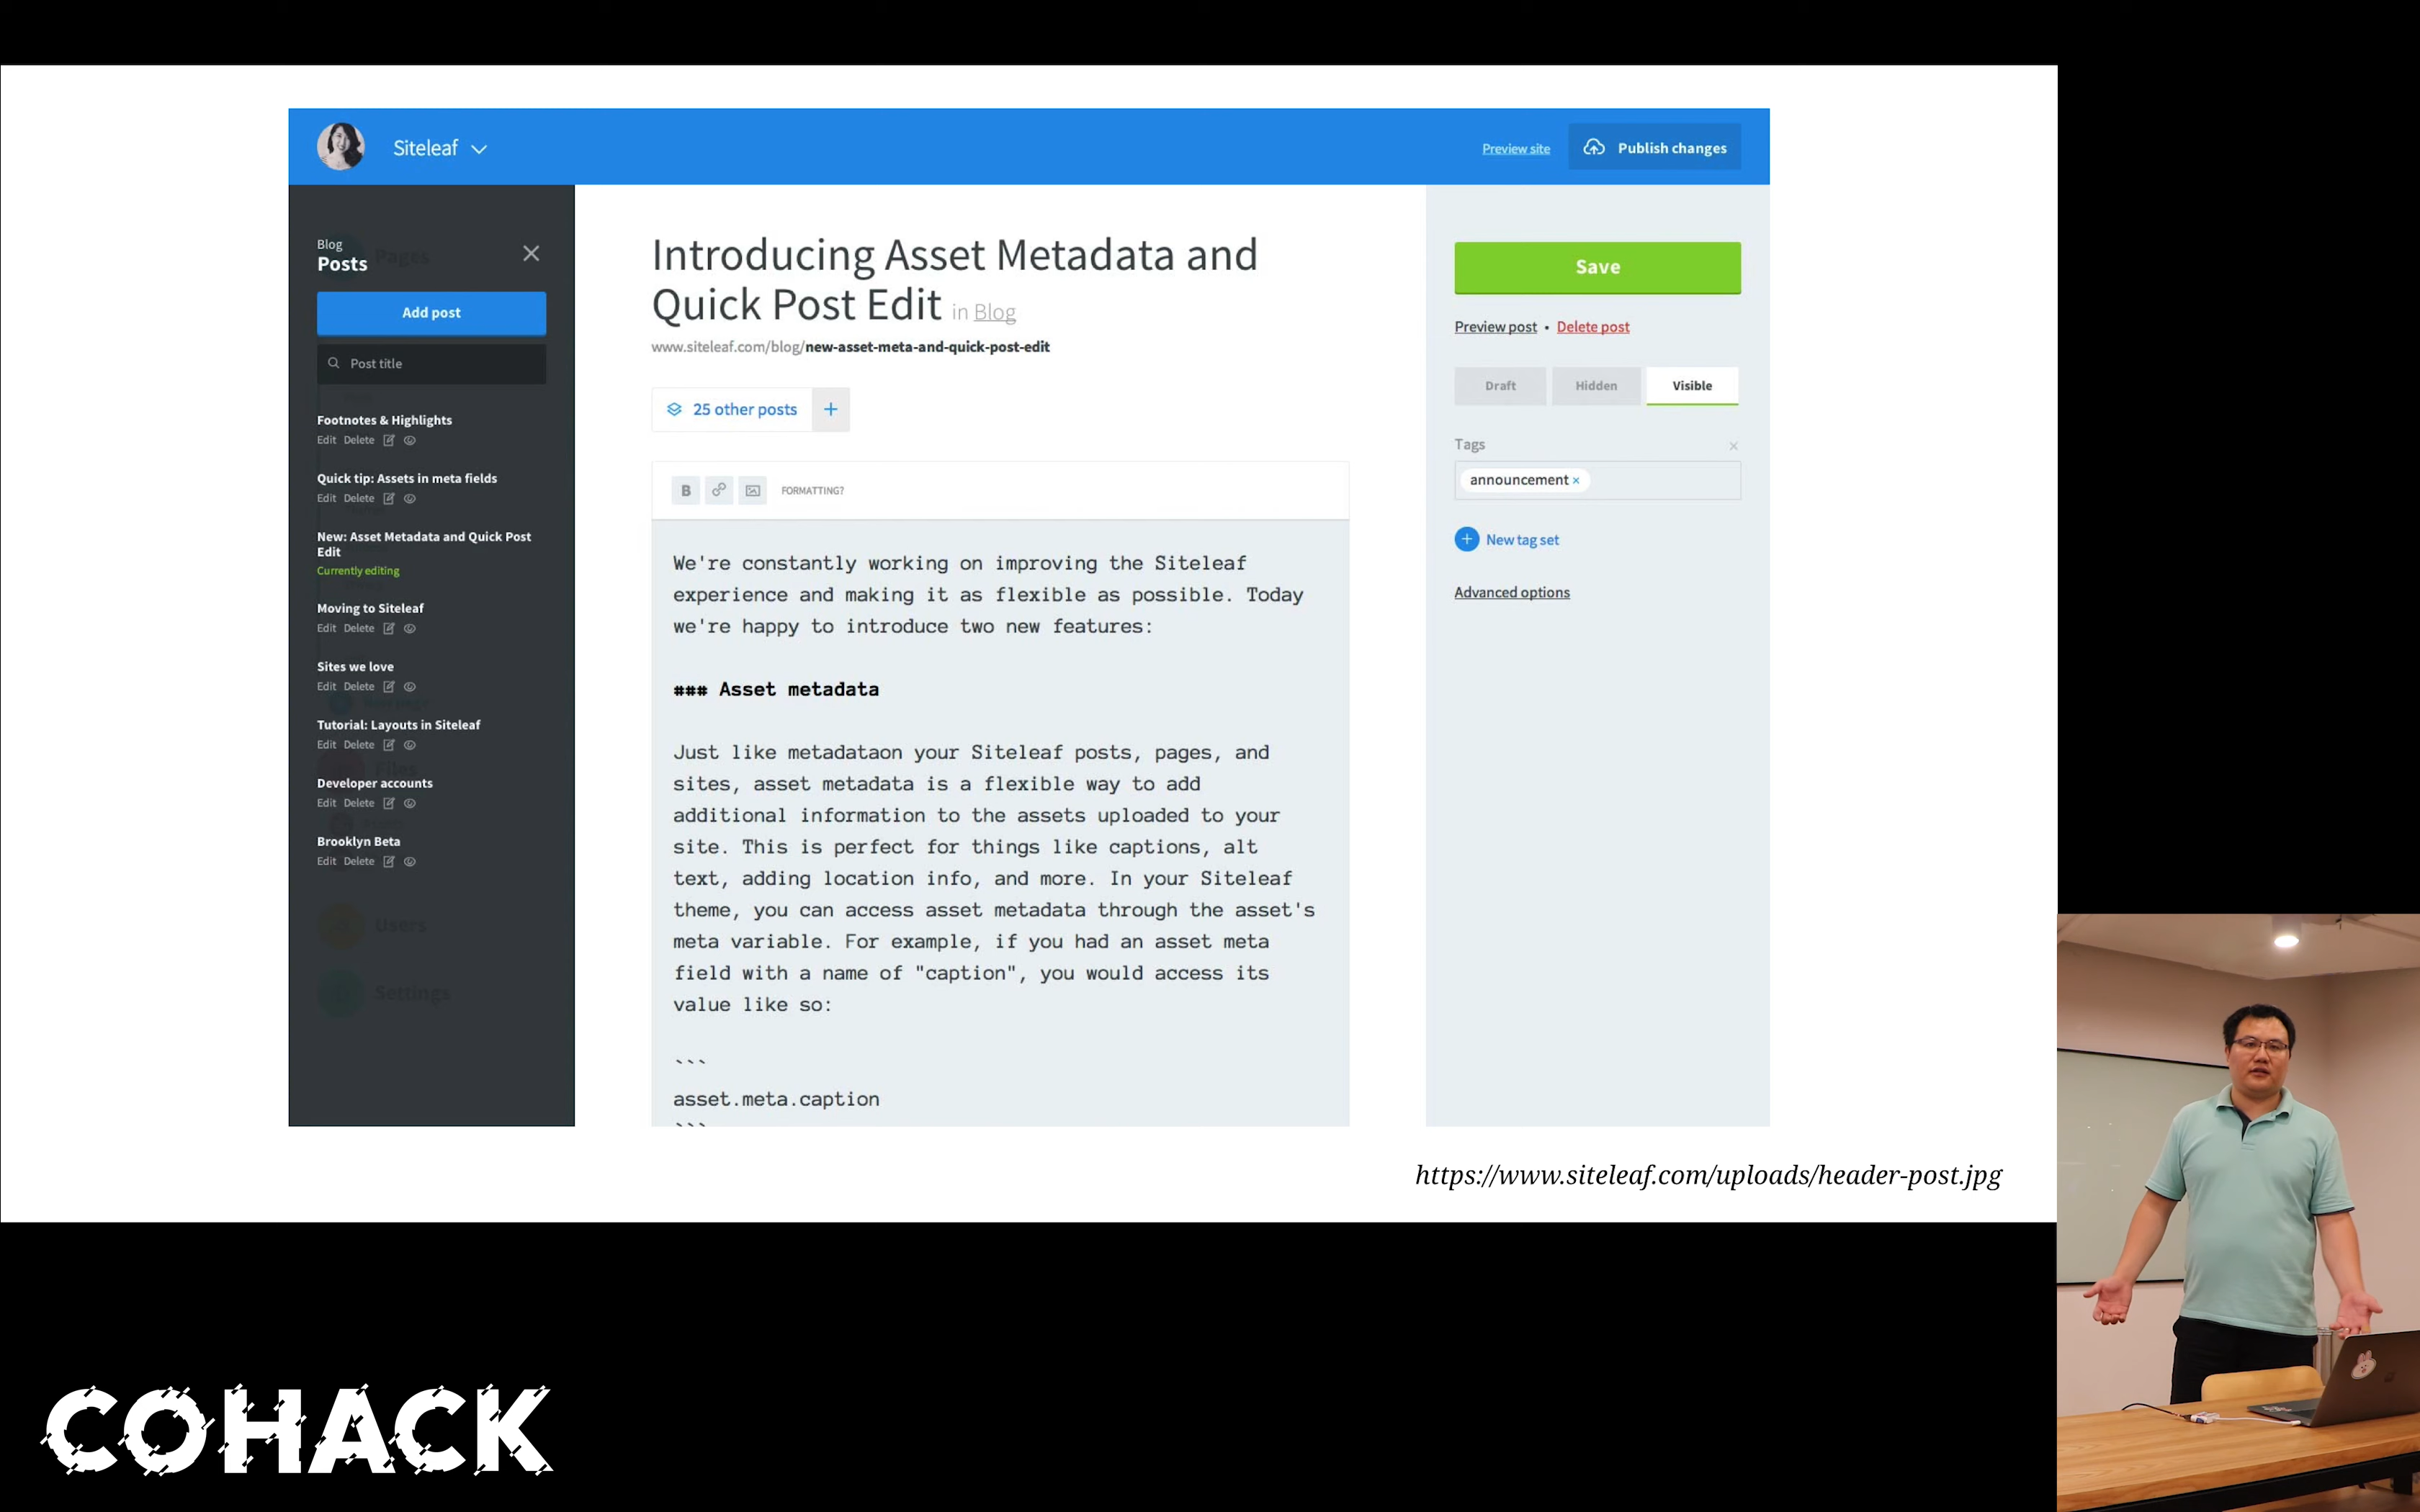 Siteleaf
Preview site
Publish changes
Blog
Posts
Pages
Add post
Post title
Footnotes & Highlights
Edit Delete
Quick tip: Assets in meta fields
Edit Delete
New: Asset Metadata and Quick Post
Edit
Currently editing
Moving to Siteleaf
Edit Delete
Sites we love
Edit Delete
Tutorial: Layouts in Siteleaf
Edit Delete
Files
Developer accounts
Edit Delete
Brooklyn Beta
Edit Delete
Users
Settings
Introducing Asset Metadata and
Quick Post Edit in Blog
www.siteleaf.com/blog/new-asset-meta-and-quick-post-edit
25 other posts +
B FORMATTING?
We're constantly working on improving the Siteleaf
experience and making it as flexible as possible. Today
we're happy to introduce two new features:
### Asset metadata
Just like metadataon your Siteleaf posts, pages, and
sites, asset metadata is a flexible way to add
additional information to the assets uploaded to your
site. This is perfect for things like captions, alt
text, adding location info, and more. In your Siteleaf
theme, you can access asset metadata through the asset's
meta variable. For example, if you had an asset meta
field with a name of "caption", you would access its
value like so:
```
asset.meta.caption
```
Save
Preview post • Delete post
Draft Hidden Visible
Tags ×
announcement ×
+ New tag set
Advanced options
https://www.siteleaf.com/uploads/header-post.jpg
COHACK